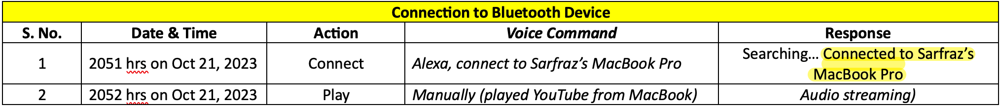 Connection to Bluetooth Device
S. No. Date & Time Action Voice Command Response
1 2051 hrs on Oct 21, 2023 Connect Alexa, connect to Sarfraz’s MacBook Pro Searching... Connected to Sarfraz’s
MacBook Pro
2 2052 hrs on Oct 21, 2023 Play Manually (played YouTube from MacBook) Audio streaming)